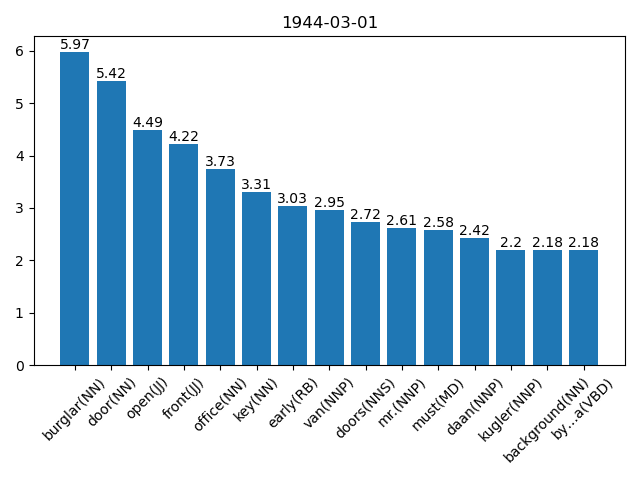 1944-03-01
5.97
5.42
4.49
4.22
3.73
3.31
3.03
2.95
2.72
2.61
2.58
2.42
2.2
2.18
2.18
6
5
4
3
2
1
0
burglar(NN)
door(NN)
open(JJ)
front(JJ)
office(NN)
key(NN)
early(RB)
van(NNP)
doors(NNS)
mr.(NNP)
must(MD)
daan(NNP)
kugler(NNP)
background(NN)
by...a(VBD)